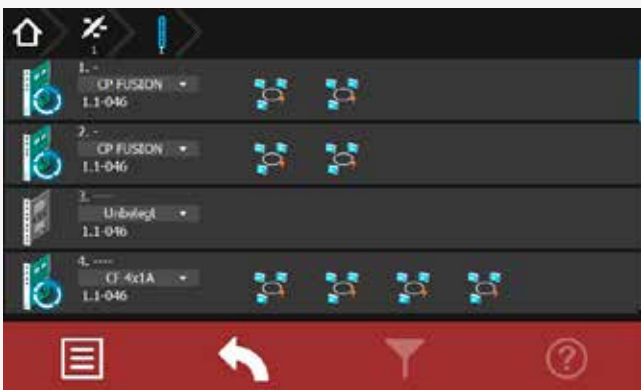 1
1
1. -
CP FUSION
1.1-046
2. -
CP FUSION
1.1-046
3. ----
Unbelegt
1.1-046
4. ----
CF 4x1A
1.1-046
?